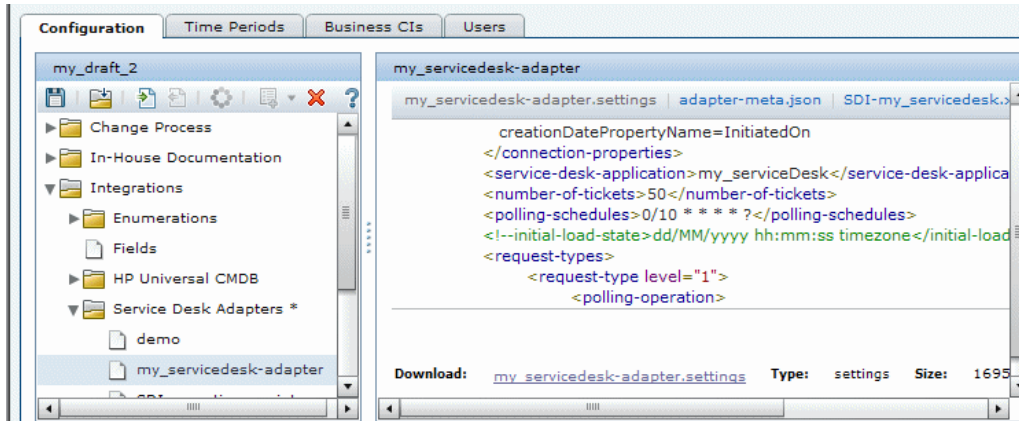 Configuration Time Periods Business CIs Users
my_draft_2
?
Change Process
In-House Documentation
Integrations
Enumerations
Fields
HP Universal CMDB
Service Desk Adapters *
demo
my_servicedesk-adapter
my_servicedesk-adapter
my_servicedesk-adapter.settings | adapter-meta.json | SDI-my_servicedesk.x
creationDatePropertyName=InitiatedOn
</connection-properties>
<service-desk-application>my_serviceDesk</service-desk-applica
<number-of-tickets>50</number-of-tickets>
<polling-schedules>0/10 * * * * ?</polling-schedules>
<!--initial-load-state>dd/MM/yyyy hh:mm:ss timezone</initial-load
<request-types>
<request-type level="1">
<polling-operation>
Download: my_servicedesk-adapter.settings Type: settings Size: 1695